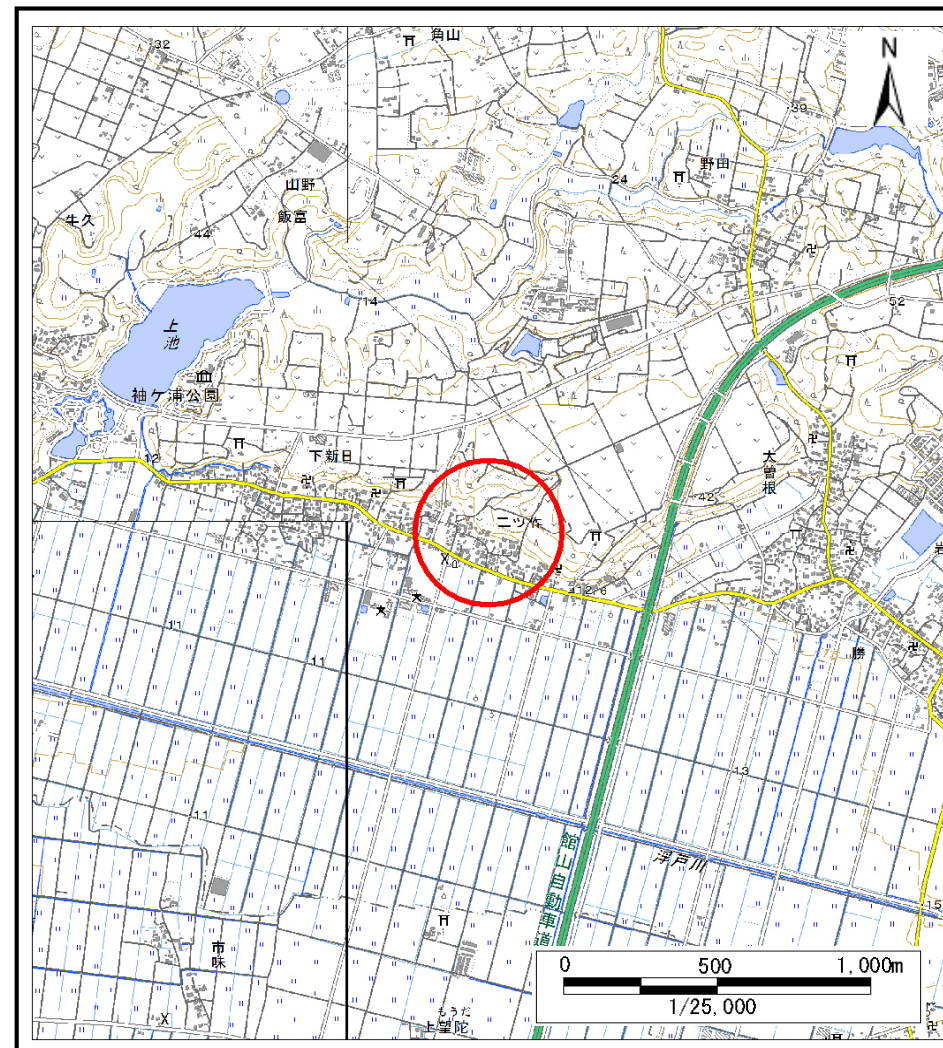 角山
32
N
39
野田
24
山野
飯富
牛久
44
14
52
上池
袖ケ浦公園
下新田
12
大曽根
42
二ツ作
12.6
11
11
勝
13
11
浮戸川
館山自動車道
15
市味
もうだ
上望陀
0 500 1,000m
1/25,000